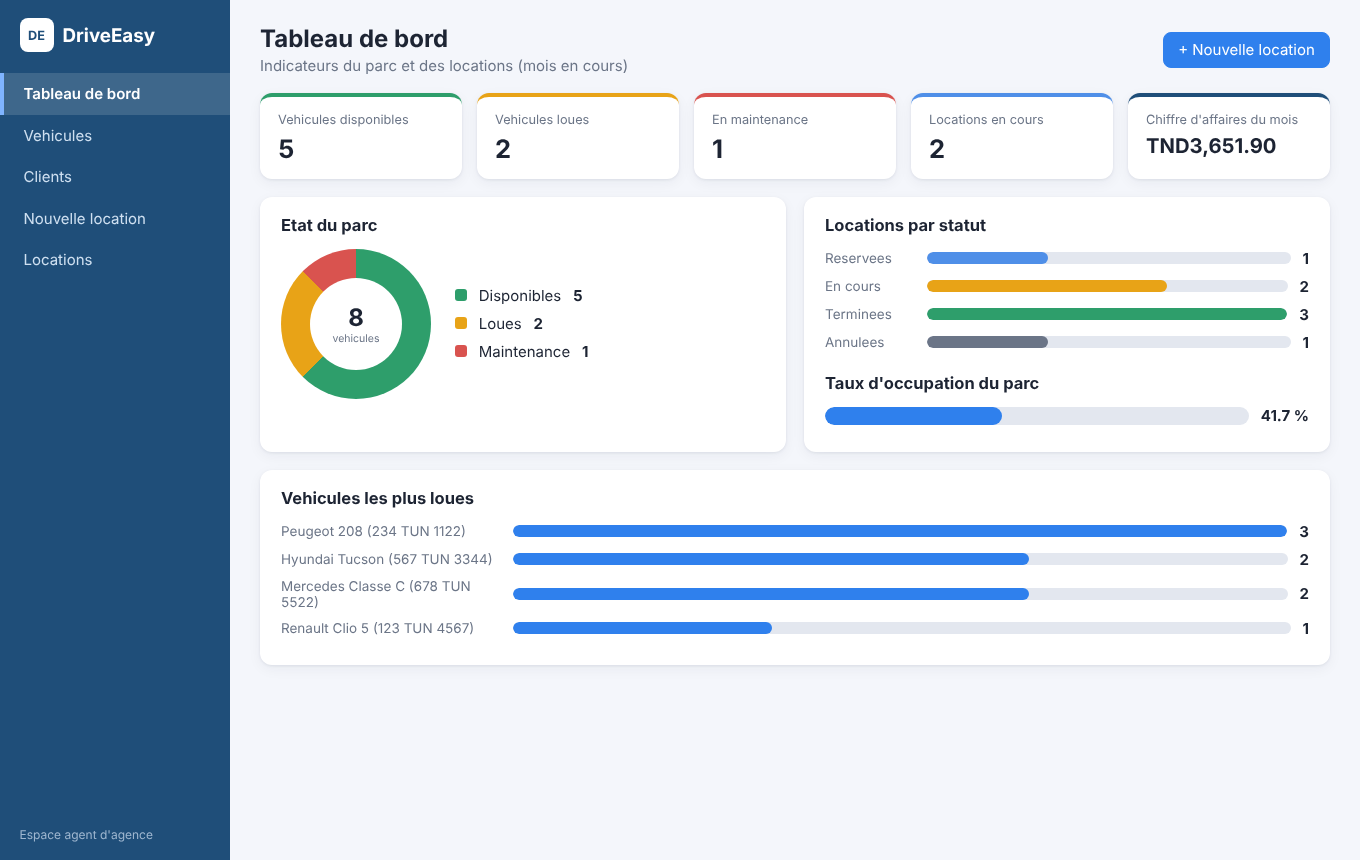 DE
DriveEasy
Tableau de bord
Vehicules
Clients
Nouvelle location
Locations
Espace agent d'agence
Tableau de bord
Indicateurs du parc et des locations (mois en cours)
+ Nouvelle location
Vehicules disponibles
5
Vehicules loues
2
En maintenance
1
Locations en cours
2
Chiffre d'affaires du mois
TND3,651.90
Etat du parc
8
vehicules
Disponibles 5
Loues 2
Maintenance 1
Locations par statut
Reservees 1
En cours 2
Terminees 3
Annulees 1
Taux d'occupation du parc
41.7 %
Vehicules les plus loues
Peugeot 208 (234 TUN 1122) 3
Hyundai Tucson (567 TUN 3344) 2
Mercedes Classe C (678 TUN
5522) 2
Renault Clio 5 (123 TUN 4567) 1